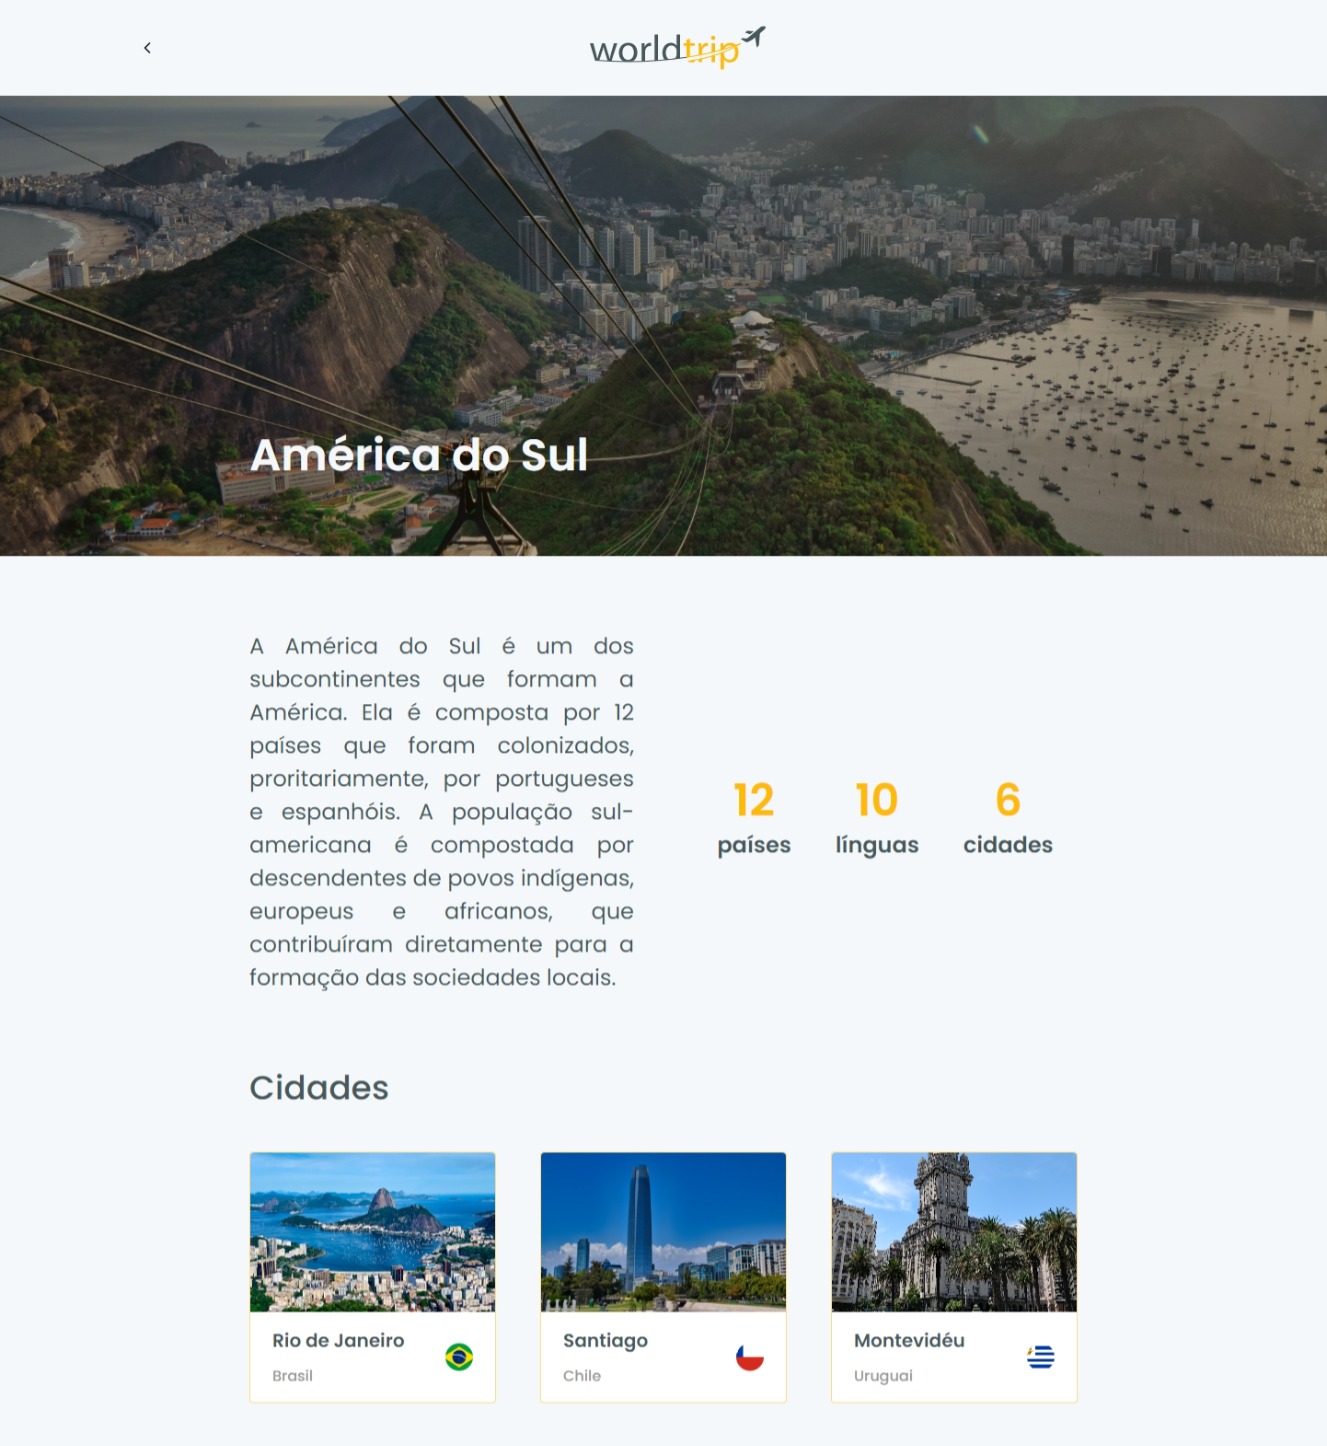 worldtrip
América do Sul
A América do Sul é um dos
subcontinentes que formam a
América. Ela é composta por 12
países que foram colonizados,
proritariamente, por portugueses
e espanhóis. A população sul-
americana é compostada por
descendentes de povos indígenas,
europeus e africanos, que
contribuíram diretamente para a
formação das sociedades locais.
12 10 6
países línguas cidades
Cidades
Rio de Janeiro
Brasil
Santiago
Chile
Montevidéu
Uruguai